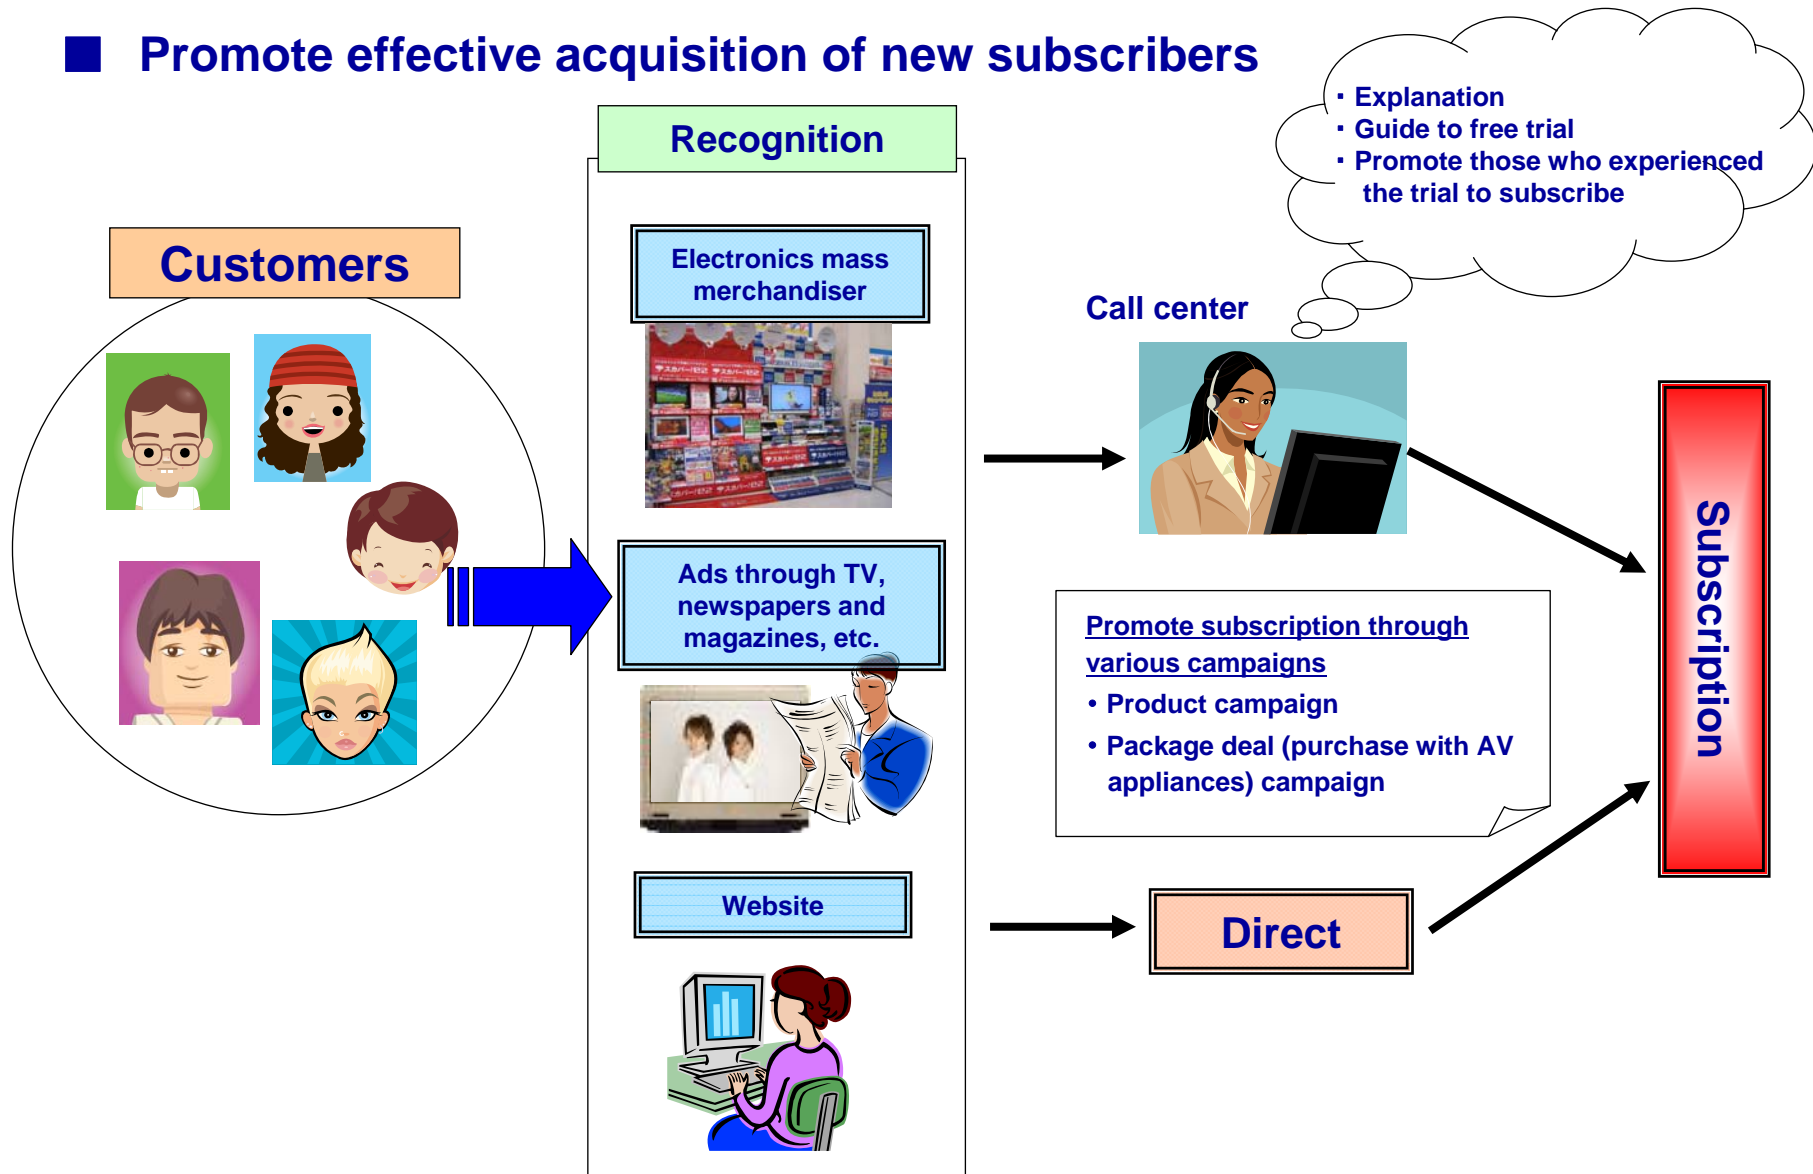 ■ Promote effective acquisition of new subscribers
・Explanation
・Guide to free trial
・Promote those who experienced
the trial to subscribe
Recognition
Customers
Electronics mass
merchandiser
Call center
Ads through TV,
newspapers and
magazines, etc.
Promote subscription through
various campaigns
・Product campaign
・Package deal (purchase with AV
appliances) campaign
Subscription
Website
Direct